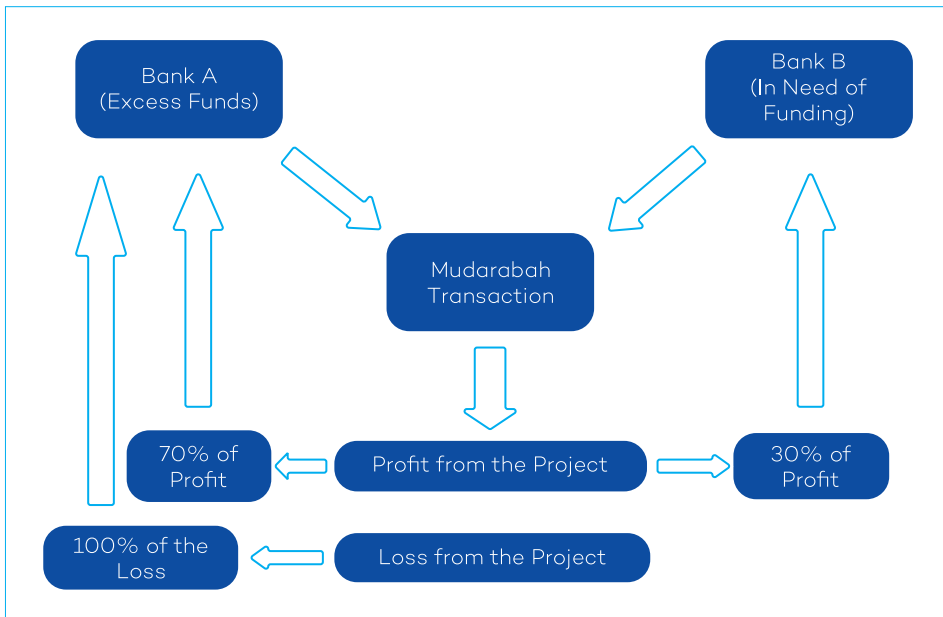 Bank A
(Excess Funds)
Bank B
(In Need of
Funding)
Mudarabah
Transaction
70% of
Profit
Profit from the Project
30% of
Profit
100% of the
Loss
Loss from the Project